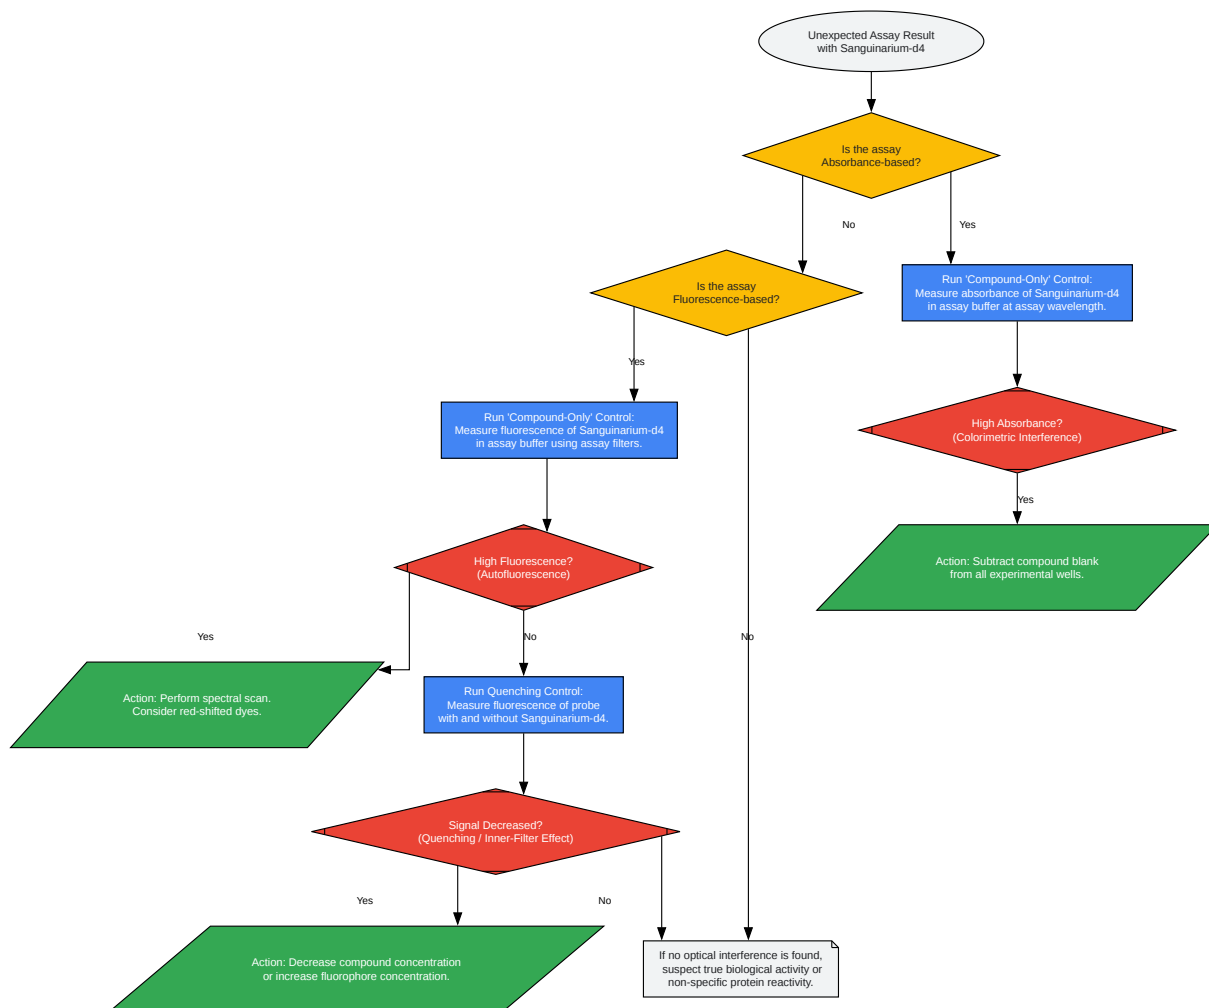 Unexpected Assay Result
with Sanguinarium-d4
Is the assay
Absorbance-based?
No
Yes
Is the assay
Fluorescence-based?
Run 'Compound-Only' Control:
Measure absorbance of Sanguinarium-d4
in assay buffer at assay wavelength.
Yes
Run 'Compound-Only' Control:
Measure fluorescence of Sanguinarium-d4
in assay buffer using assay filters.
High Absorbance?
(Colorimetric Interference)
Yes
High Fluorescence?
(Autofluorescence)
Action: Subtract compound blank
from all experimental wells.
Yes
No
No
Action: Perform spectral scan.
Consider red-shifted dyes.
Run Quenching Control:
Measure fluorescence of probe
with and without Sanguinarium-d4.
Signal Decreased?
(Quenching / Inner-Filter Effect)
Yes
No
Action: Decrease compound concentration
or increase fluorophore concentration.
If no optical interference is found,
suspect true biological activity or
non-specific protein reactivity.